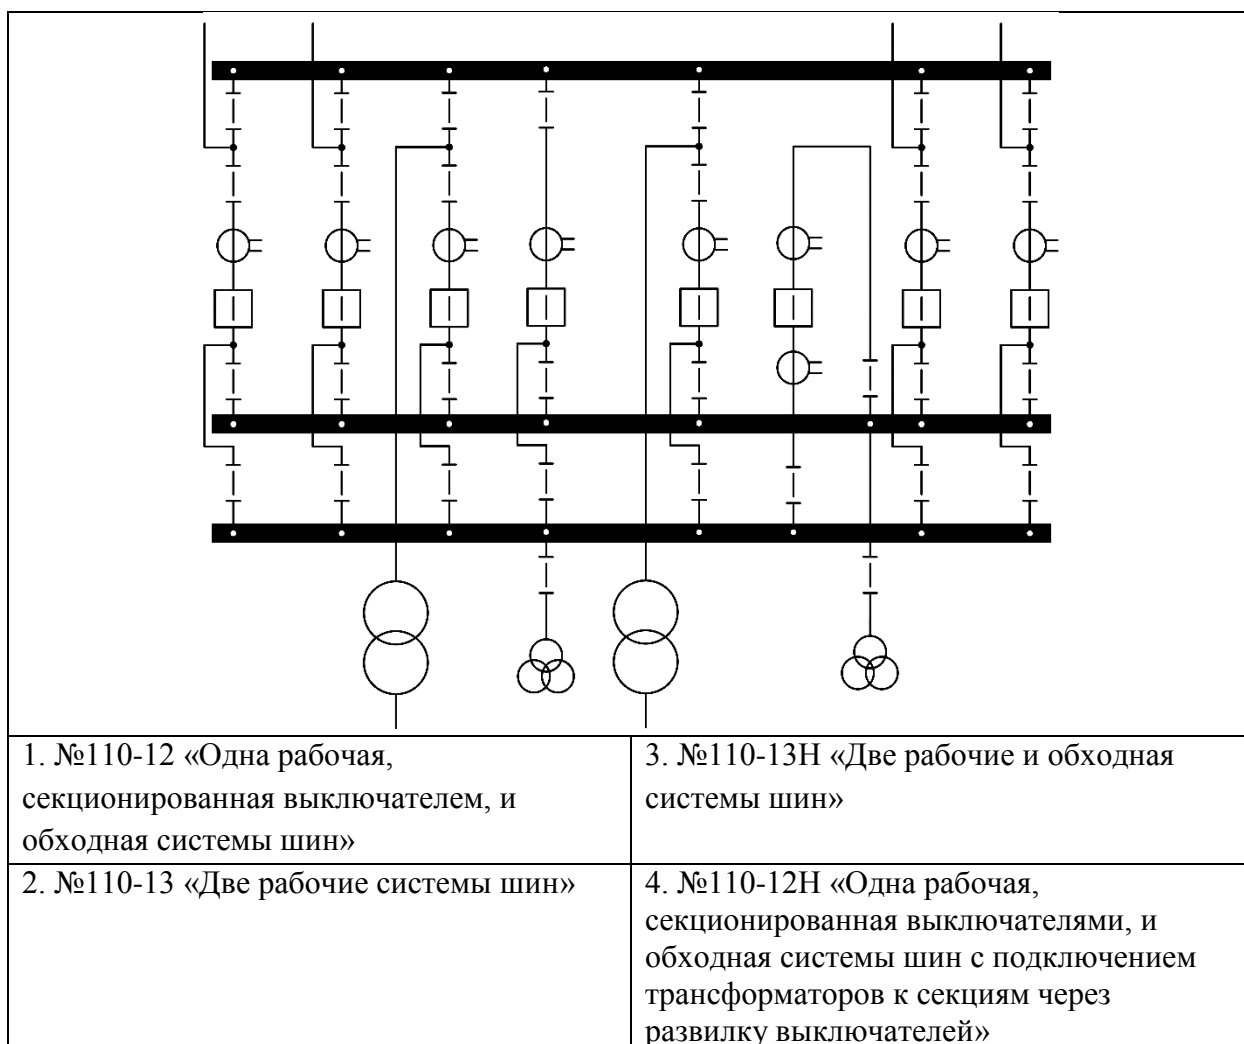 1. №110-12 «Одна рабочая,
секционированная выключателем, и
обходная системы шин»
3. №110-13Н «Две рабочие и обходная
системы шин»
2. №110-13 «Две рабочие системы шин»
4. №110-12Н «Одна рабочая,
секционированная выключателями, и
обходная системы шин с подключением
трансформаторов к секциям через
развилку выключателей»